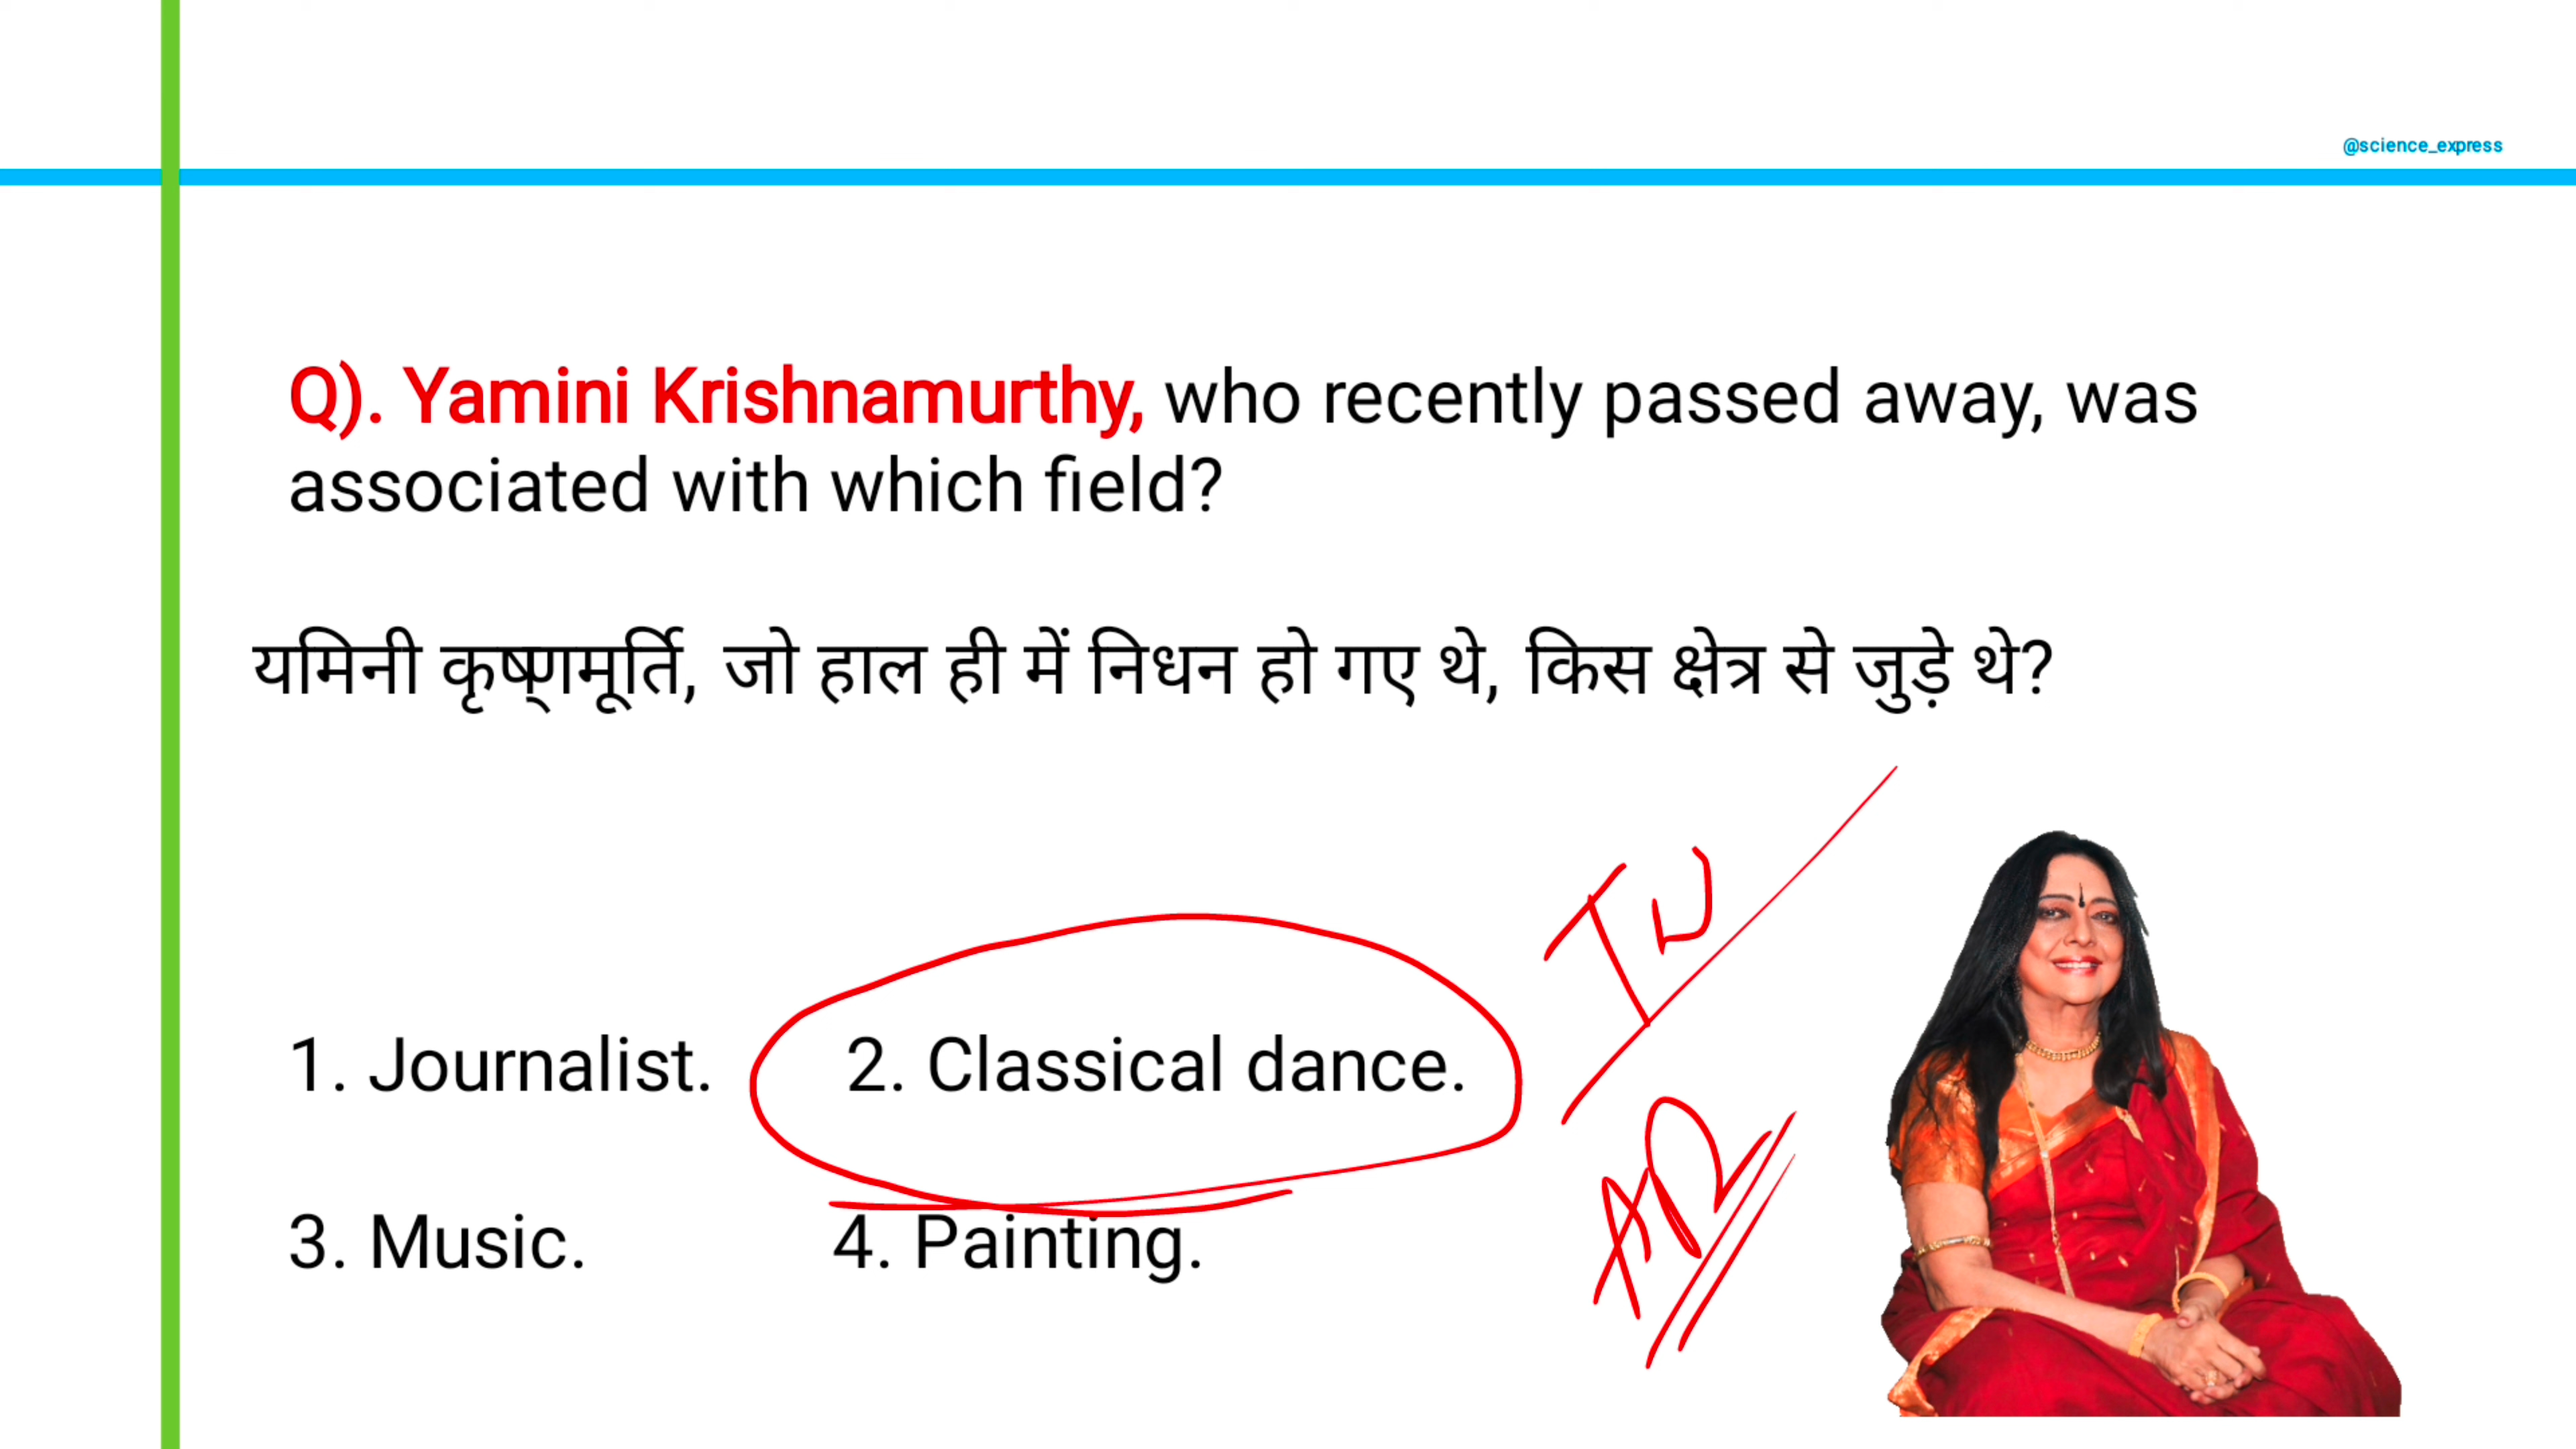 @science_express
Q). Yamini Krishnamurthy, who recently passed away, was
associated with which field?
यमिनी कृष्णमूर्ति, जो हाल ही में निधन हो गए थे, किस क्षेत्र से जुड़े थे?
1. Journalist. 2. Classical dance.
3. Music. 4. Painting.